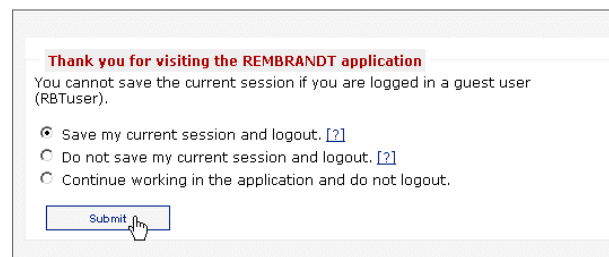 Thank you for visiting the REMBRANDT application
You cannot save the current session if you are logged in a guest user
(RBTuser).
Save my current session and logout. [?]
Do not save my current session and logout. [?]
Continue working in the application and do not logout.
Submit